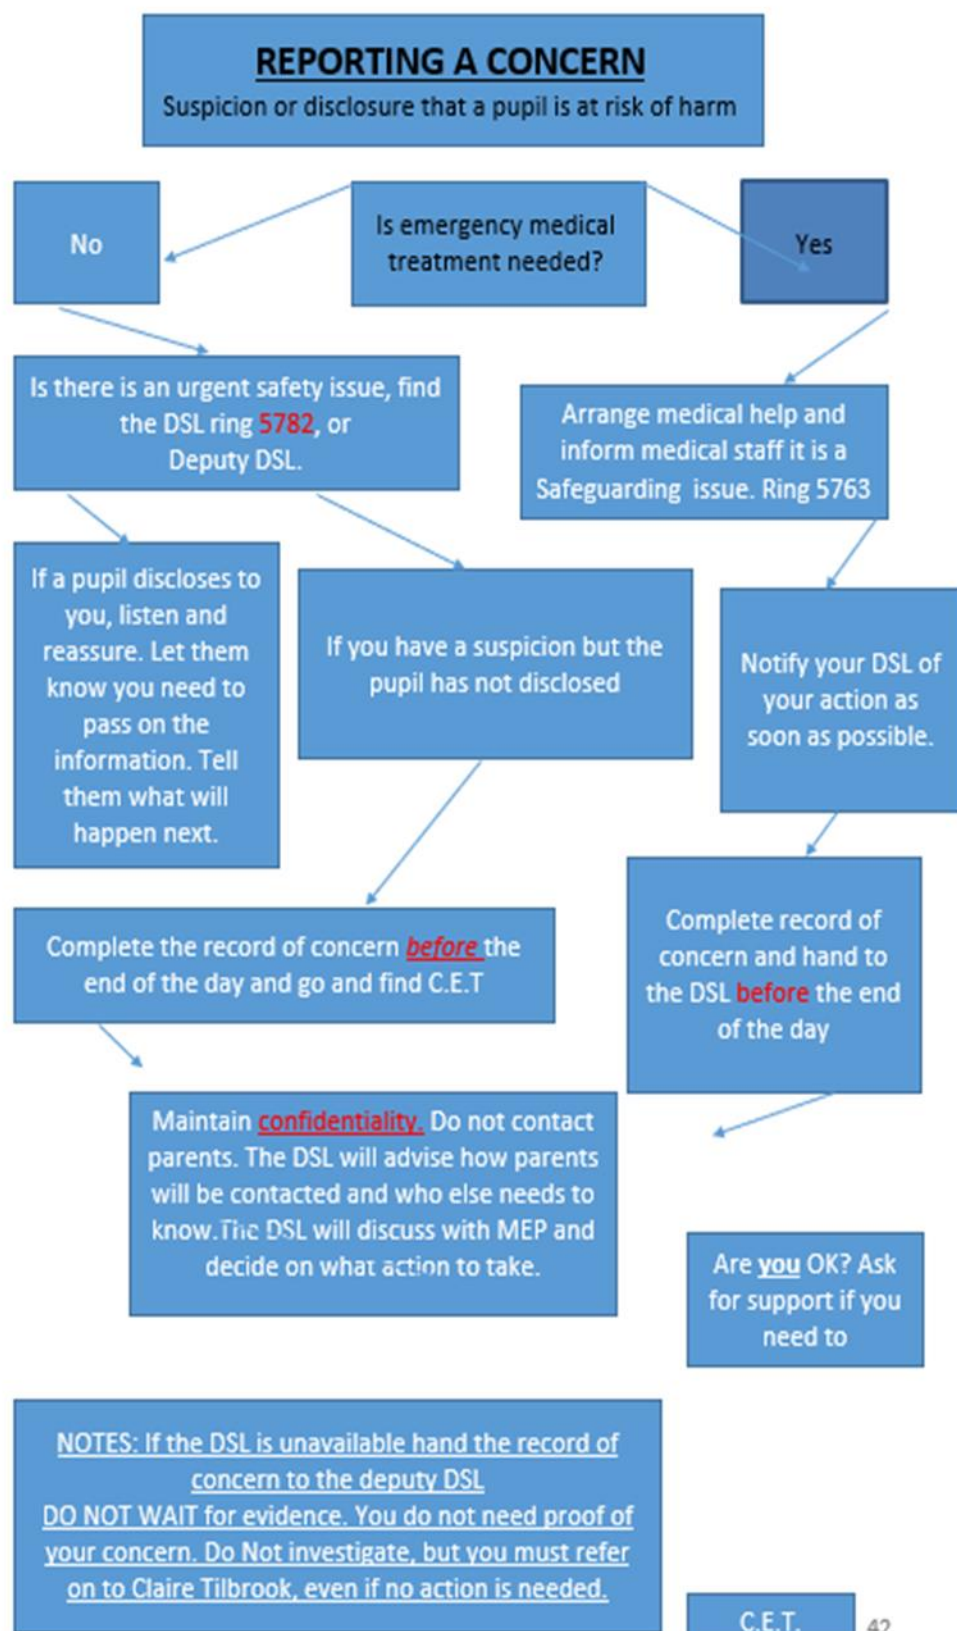 REPORTING A CONCERN
Suspicion or disclosure that a pupil is at risk of harm
No
Is emergency medical
treatment needed?
Yes
Is there is an urgent safety issue, find
the DSL ring 5782, or
Deputy DSL.
Arrange medical help and
inform medical staff it is a
Safeguarding issue. Ring 5763
If a pupil discloses to
you, listen and
reassure. Let them
know you need to
pass on the
information. Tell
them what will
happen next.
If you have a suspicion but the
pupil has not disclosed
Notify your DSL of
your action as
soon as possible.
Complete the record of concern before the
end of the day and go and find C.E.T
Complete record of
concern and hand to
the DSL before the end
of the day
Maintain confidentiality. Do not contact
parents. The DSL will advise how parents
will be contacted and who else needs to
know.The DSL will discuss with MEP and
decide on what action to take.
Are you OK? Ask
for support if you
need to
NOTES: If the DSL is unavailable hand the record of
concern to the deputy DSL
DO NOT WAIT for evidence. You do not need proof of
your concern. Do Not investigate, but you must refer
on to Claire Tilbrook, even if no action is needed.
C.E.T.
42